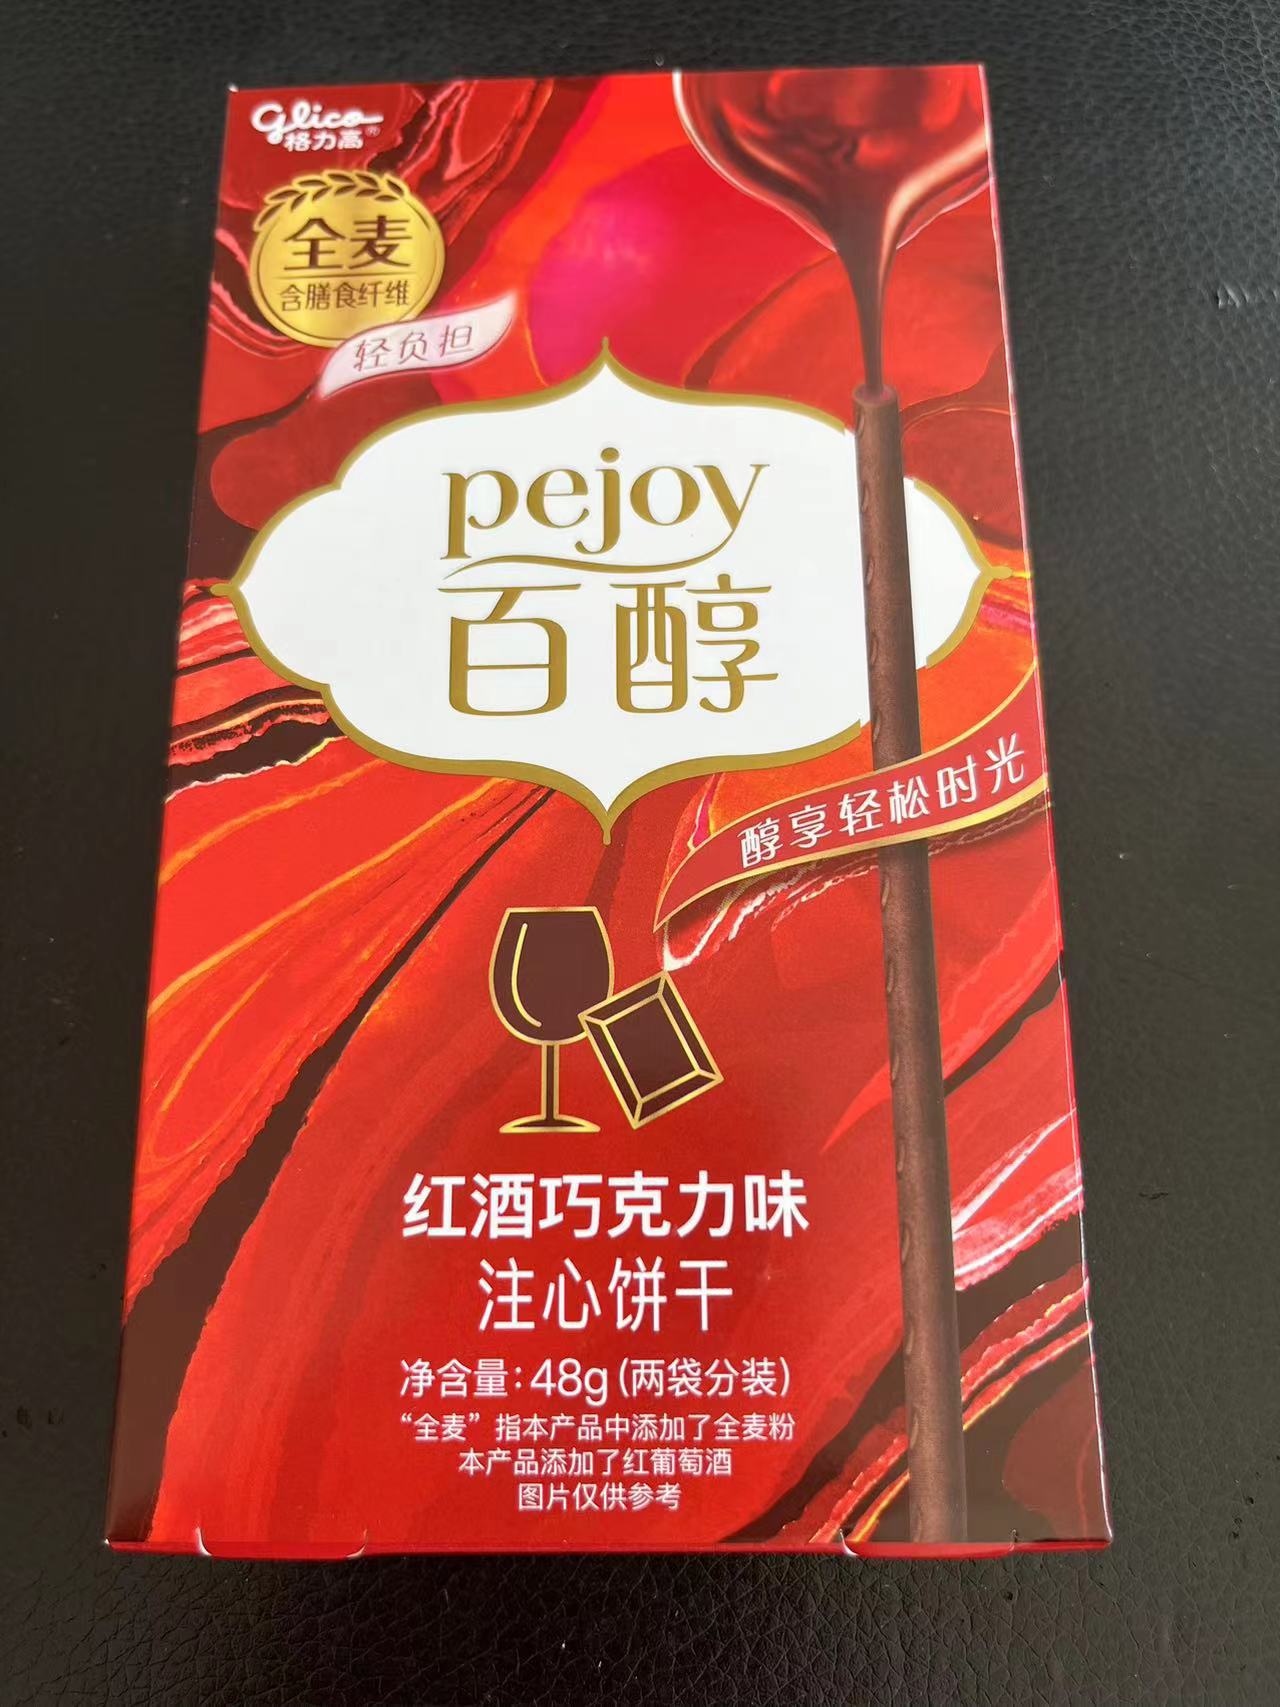 Glico
格力高®
全麦
含膳食纤维
轻负担
pejoy
百醇
醇享轻松时光
红酒巧克力味
注心饼干
净含量：48g（两袋分装）
“全麦”指本产品中添加了全麦粉
本产品添加了红葡萄酒
图片仅供参考